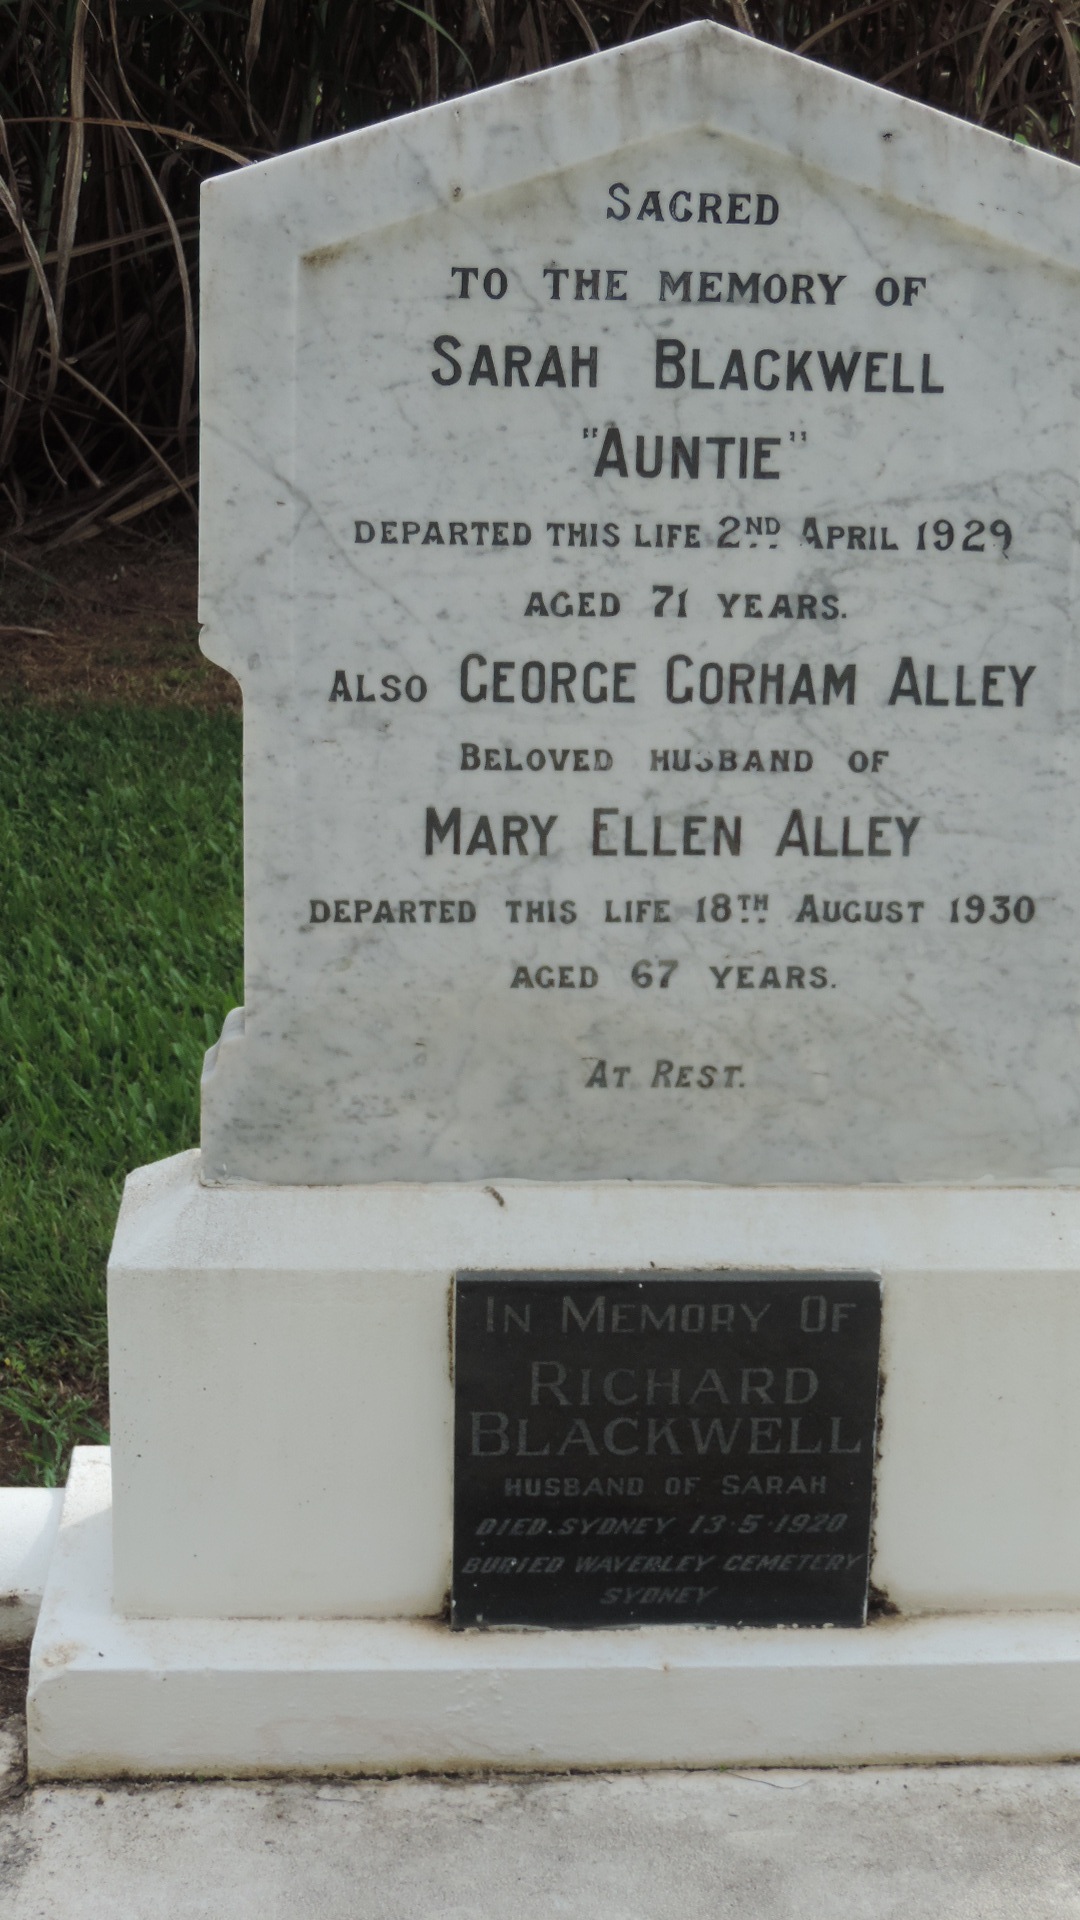 SACRED
TO THE MEMORY OF
SARAH BLACKWELL
"AUNTIE"
DEPARTED THIS LIFE 2ND APRIL 1929
AGED 71 YEARS.
ALSO GEORGE GORHAM ALLEY
BELOVED HUSBAND OF
MARY ELLEN ALLEY
DEPARTED THIS LIFE 18TH AUGUST 1930
AGED 67 YEARS.
AT REST.
IN MEMORY OF
RICHARD
BLACKWELL
HUSBAND OF SARAH
DIED SYDNEY 13·5·1920
BURIED WAVERLEY CEMETERY
SYDNEY